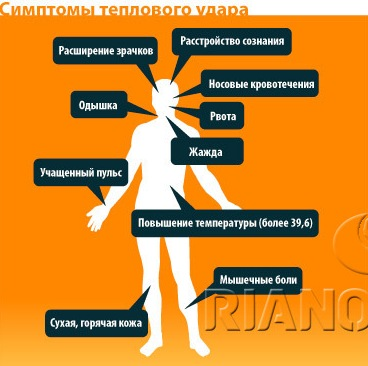 Симптомы теплового удара
Расстройство сознания
Расширение зрачков
Носовые кровотечения
Одышка
Рвота
Жажда
Учащенный пульс
Повышение температуры (более 39,6)
Мышечные боли
Сухая, горячая кожа